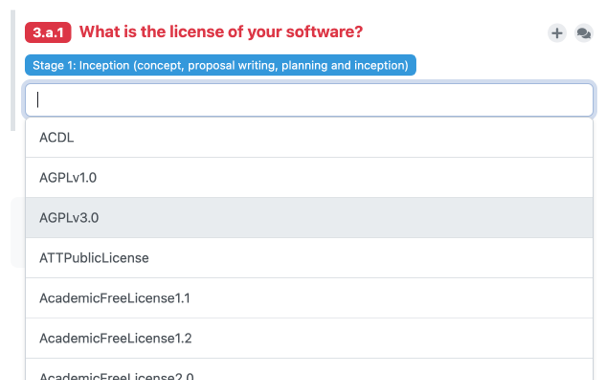 3.a.1 What is the license of your software?
Stage 1: Inception (concept, proposal writing, planning and inception)
ACDL
AGPLv1.0
AGPLv3.0
ATTPublicLicense
AcademicFreeLicense1.1
AcademicFreeLicense1.2
AcademicFreeLicense2.0